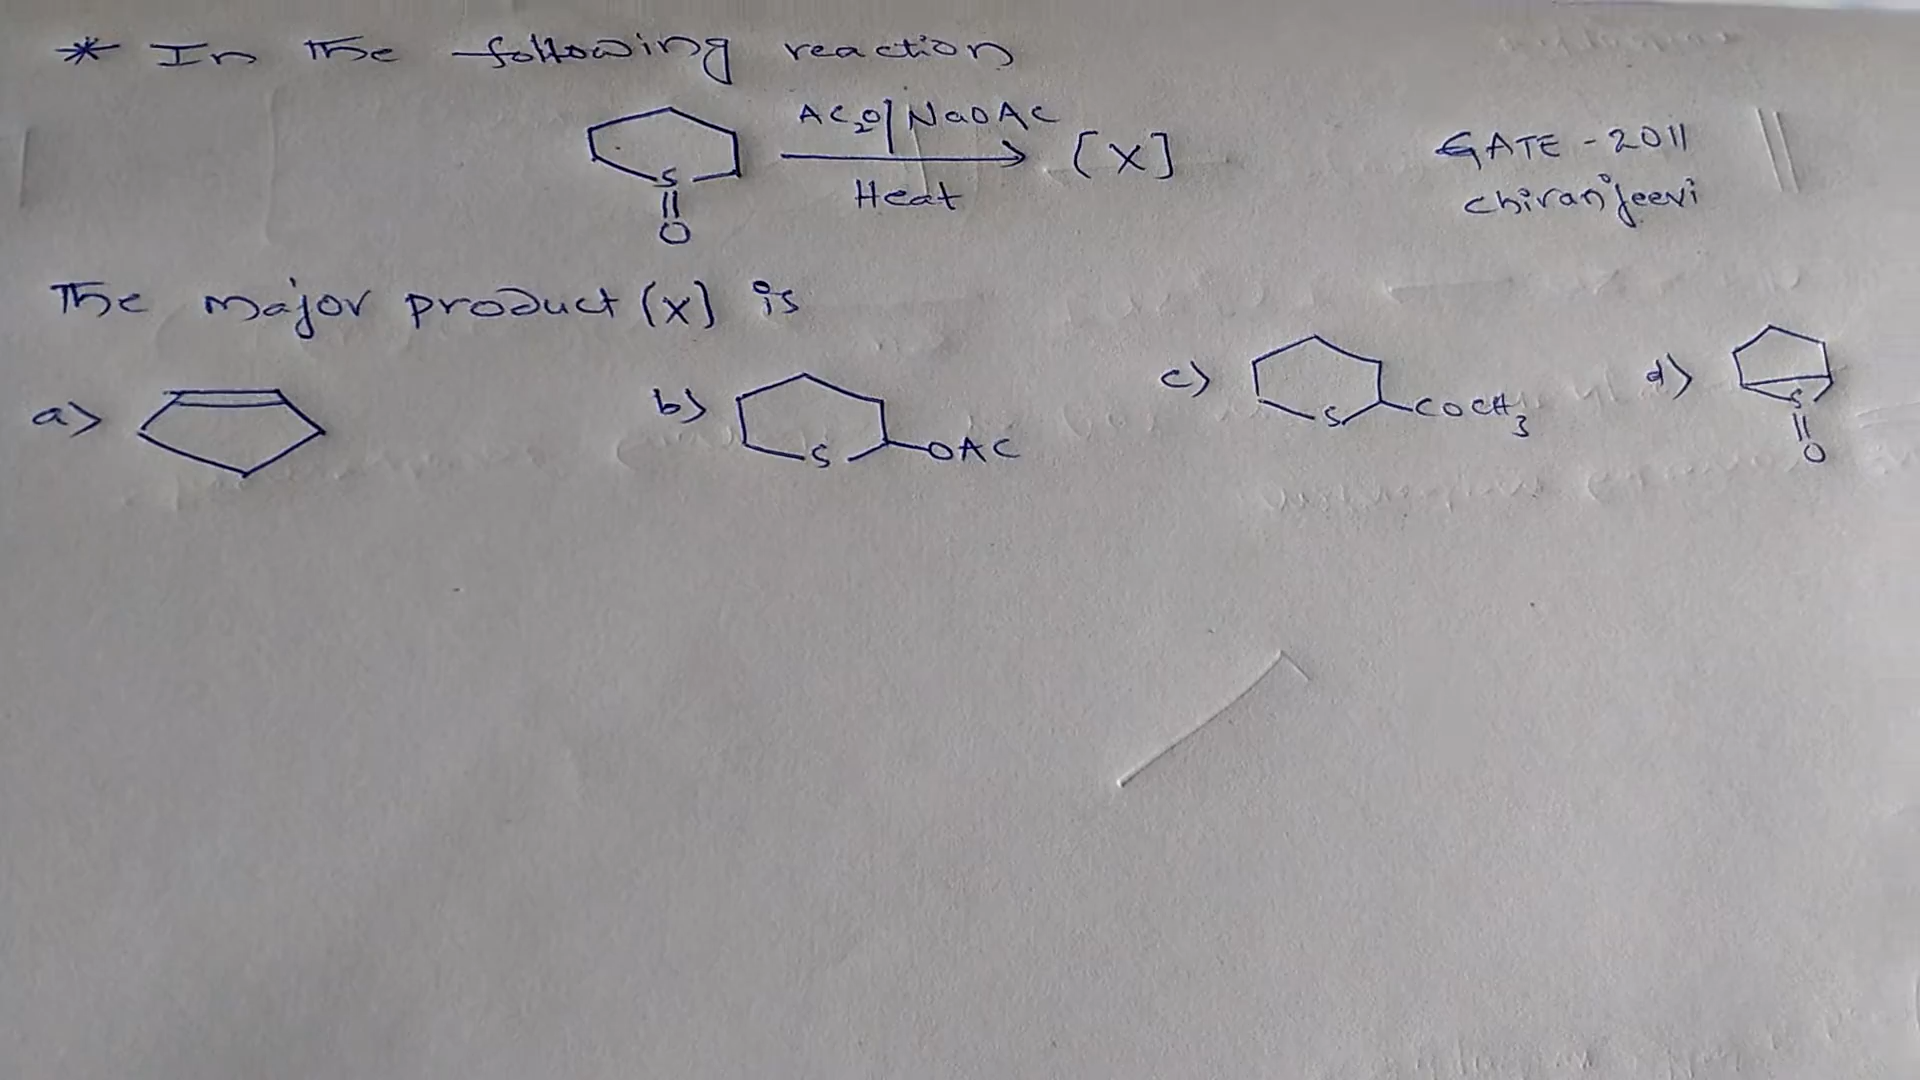 * In the following reaction
Ac₂O | NaOAc
[X]
Heat
S
O
GATE - 2011
chiranjeevi
The major product [X] is
a)
b) S OAC
c) S COCH₃
d) S
O